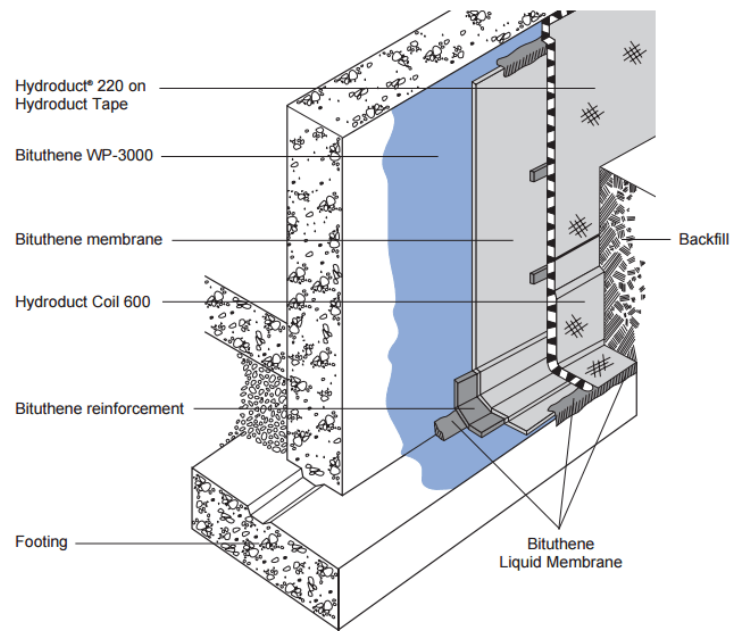 Hydroduct® 220 on
Hydroduct Tape
Bituthene WP-3000
Bituthene membrane
Backfill
Hydroduct Coil 600
Bituthene reinforcement
Footing
Bituthene
Liquid Membrane